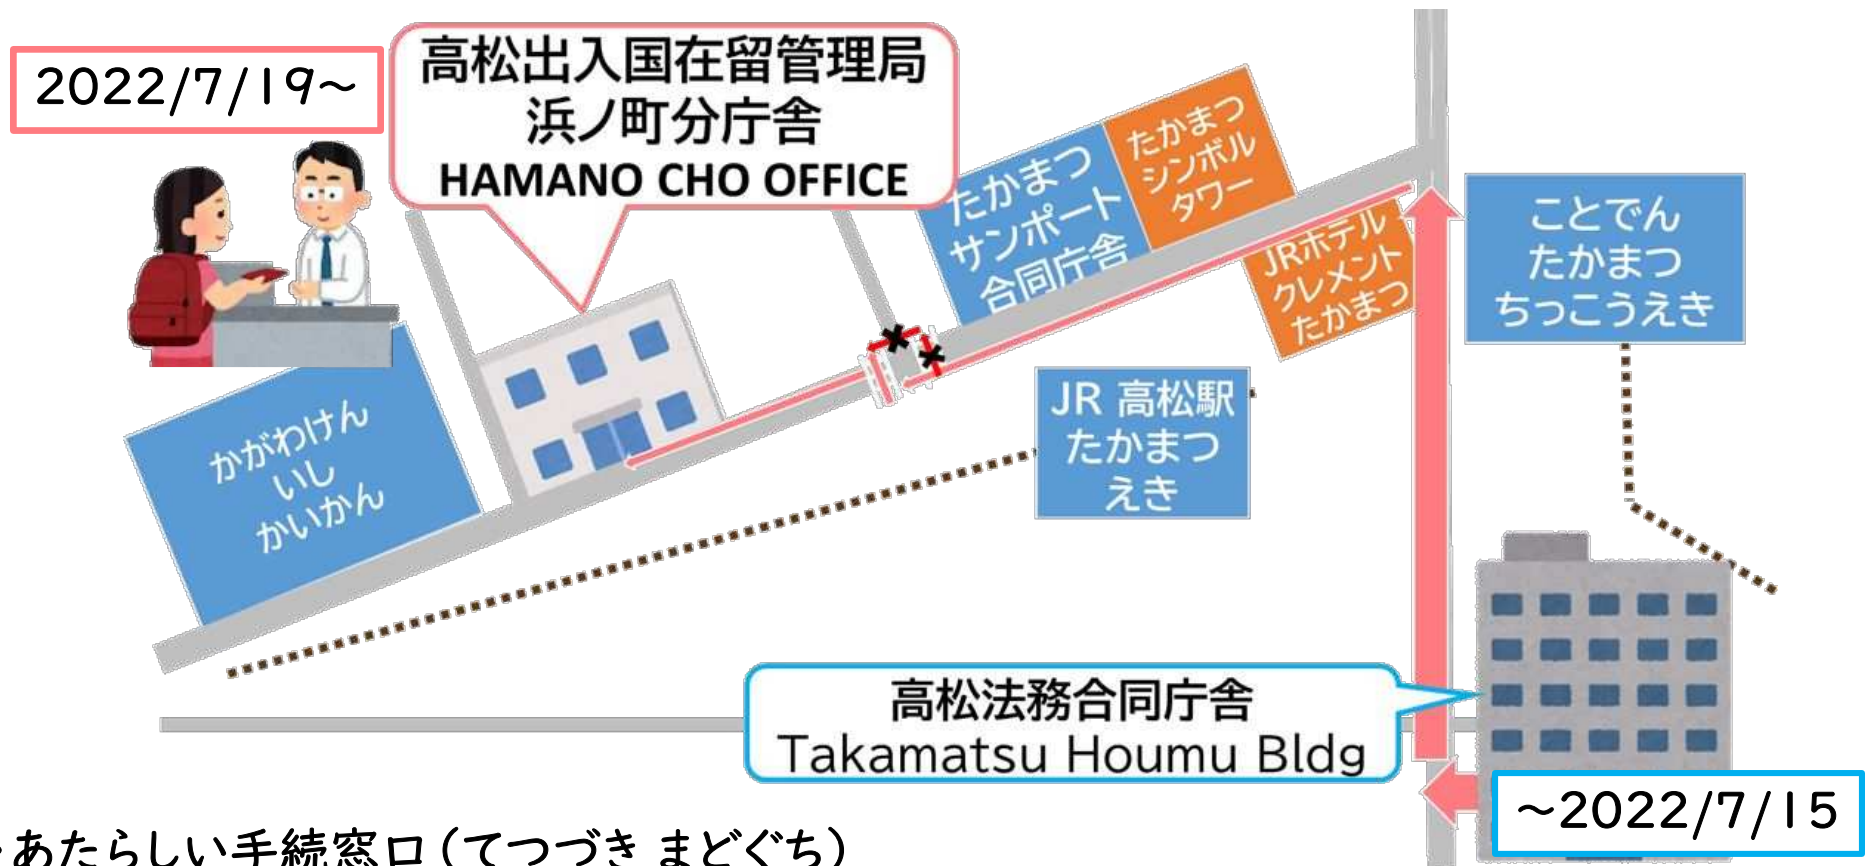 2022/7/19～
高松出入国在留管理局
浜ノ町分庁舎
HAMANO CHO OFFICE
たかまつ
サンポート
合同庁舎
たかまつ
シンボル
タワー
JRホテル
クレメント
たかまつ
ことでん
たかまつ
ちっこうえき
JR 高松駅
たかまつ
えき
かがわけん
いし
かいかん
高松法務合同庁舎
Takamatsu Houmu Bldg
～2022/7/15
あたらしい手続窓口（てつづき まどぐち）